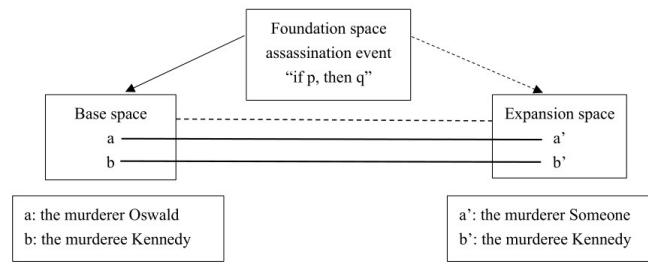 Foundation space
assassination event
“if p, then q”
Base space
a
b
Expansion space
a’
b’
a: the murderer Oswald
b: the murderee Kennedy
a’: the murderer Someone
b’: the murderee Kennedy